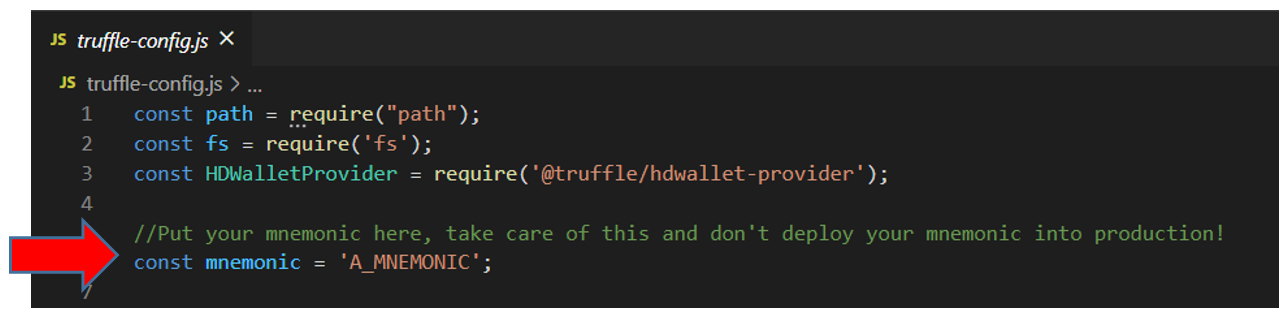 JS truffle-config.js ×
JS truffle-config.js > ...
1 const path = require("path");
2 const fs = require('fs');
3 const HDWalletProvider = require('@truffle/hdwallet-provider');
4
//Put your mnemonic here, take care of this and don't deploy your mnemonic into production!
const mnemonic = 'A_MNEMONIC';
7